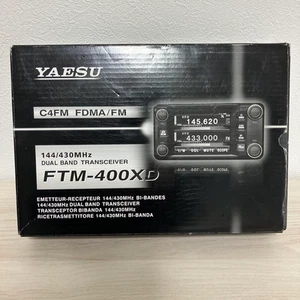 YAESU
C4FM FDMA/FM
145.620
433.000
144/430MHz
DUAL BAND TRANSCEIVER
FTM-400XD
EMETTEUR-RECEPTEUR 144/430MHz BI-BANDES
144/430MHz DUAL BAND TRANSCEIVER
TRANSCEPTOR BIBANDA 144/430MHz
RICETRASMETTITORE 144/430MHz BI-BANDA